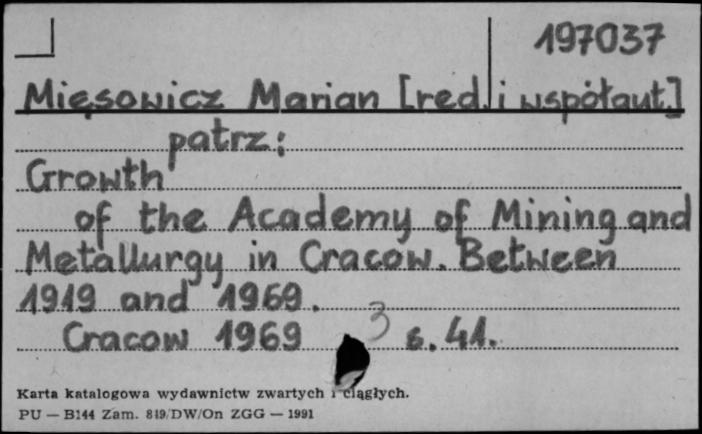 197037
Mięsowicz Marian [red. i współaut.]
patrz:
Growth
of the Academy of Mining and
Metallurgy in Cracow. Between
1919 and 1969.
Cracow 1969 3 s. 41.
Karta katalogowa wydawnictw zwartych i ciągłych.
PU — B144 Zam. 819/DW/On ZGG — 1991